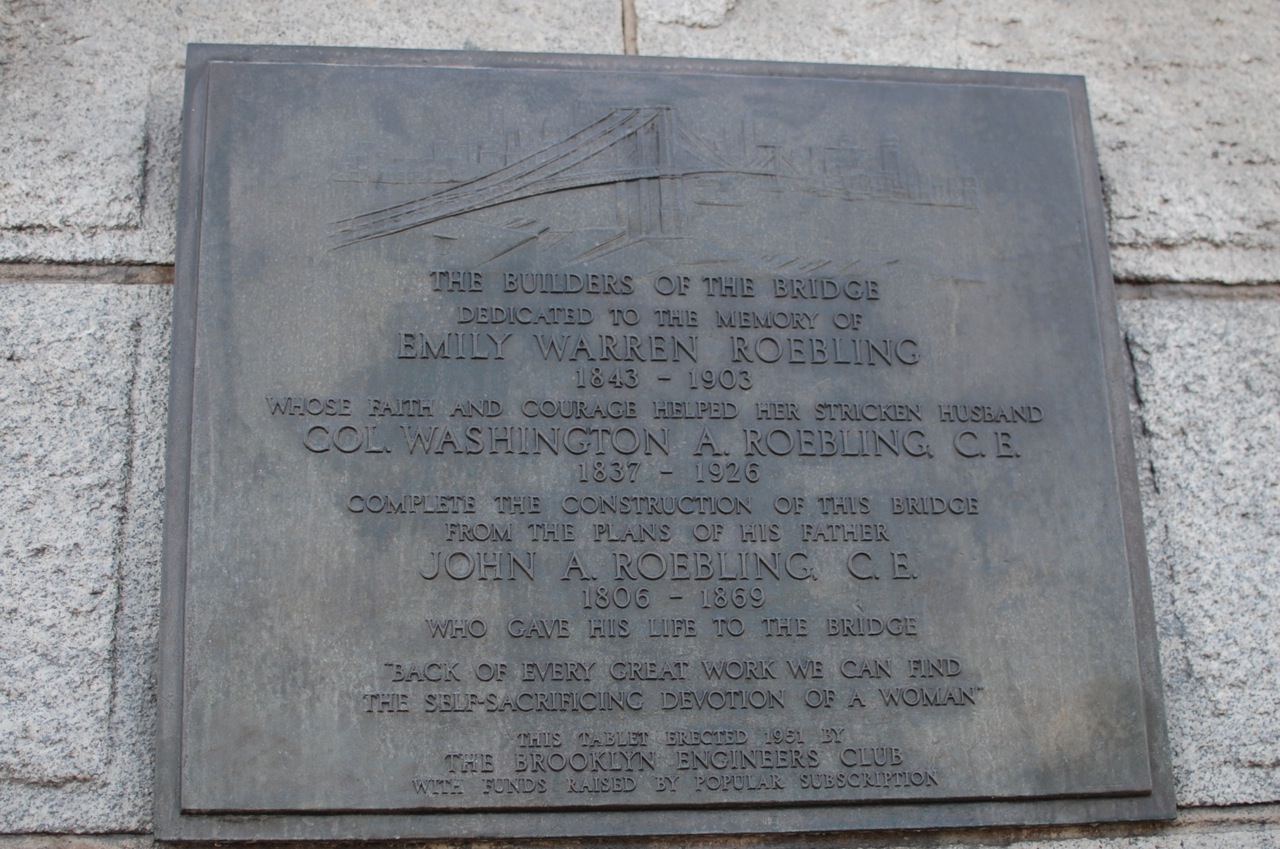 THE BUILDERS OF THE BRIDGE
DEDICATED TO THE MEMORY OF
EMILY WARREN ROEBLING
1843 - 1903
WHOSE FAITH AND COURAGE HELPED HER STRICKEN HUSBAND
COL. WASHINGTON A. ROEBLING, C. E.
1837 - 1926
COMPLETE THE CONSTRUCTION OF THIS BRIDGE
FROM THE PLANS OF HIS FATHER
JOHN A. ROEBLING, C. E.
1806 - 1869
WHO GAVE HIS LIFE TO THE BRIDGE
"BACK OF EVERY GREAT WORK WE CAN FIND
THE SELF-SACRIFICING DEVOTION OF A WOMAN"
THIS TABLET ERECTED 1951 BY
THE BROOKLYN ENGINEERS CLUB
WITH FUNDS RAISED BY POPULAR SUBSCRIPTION